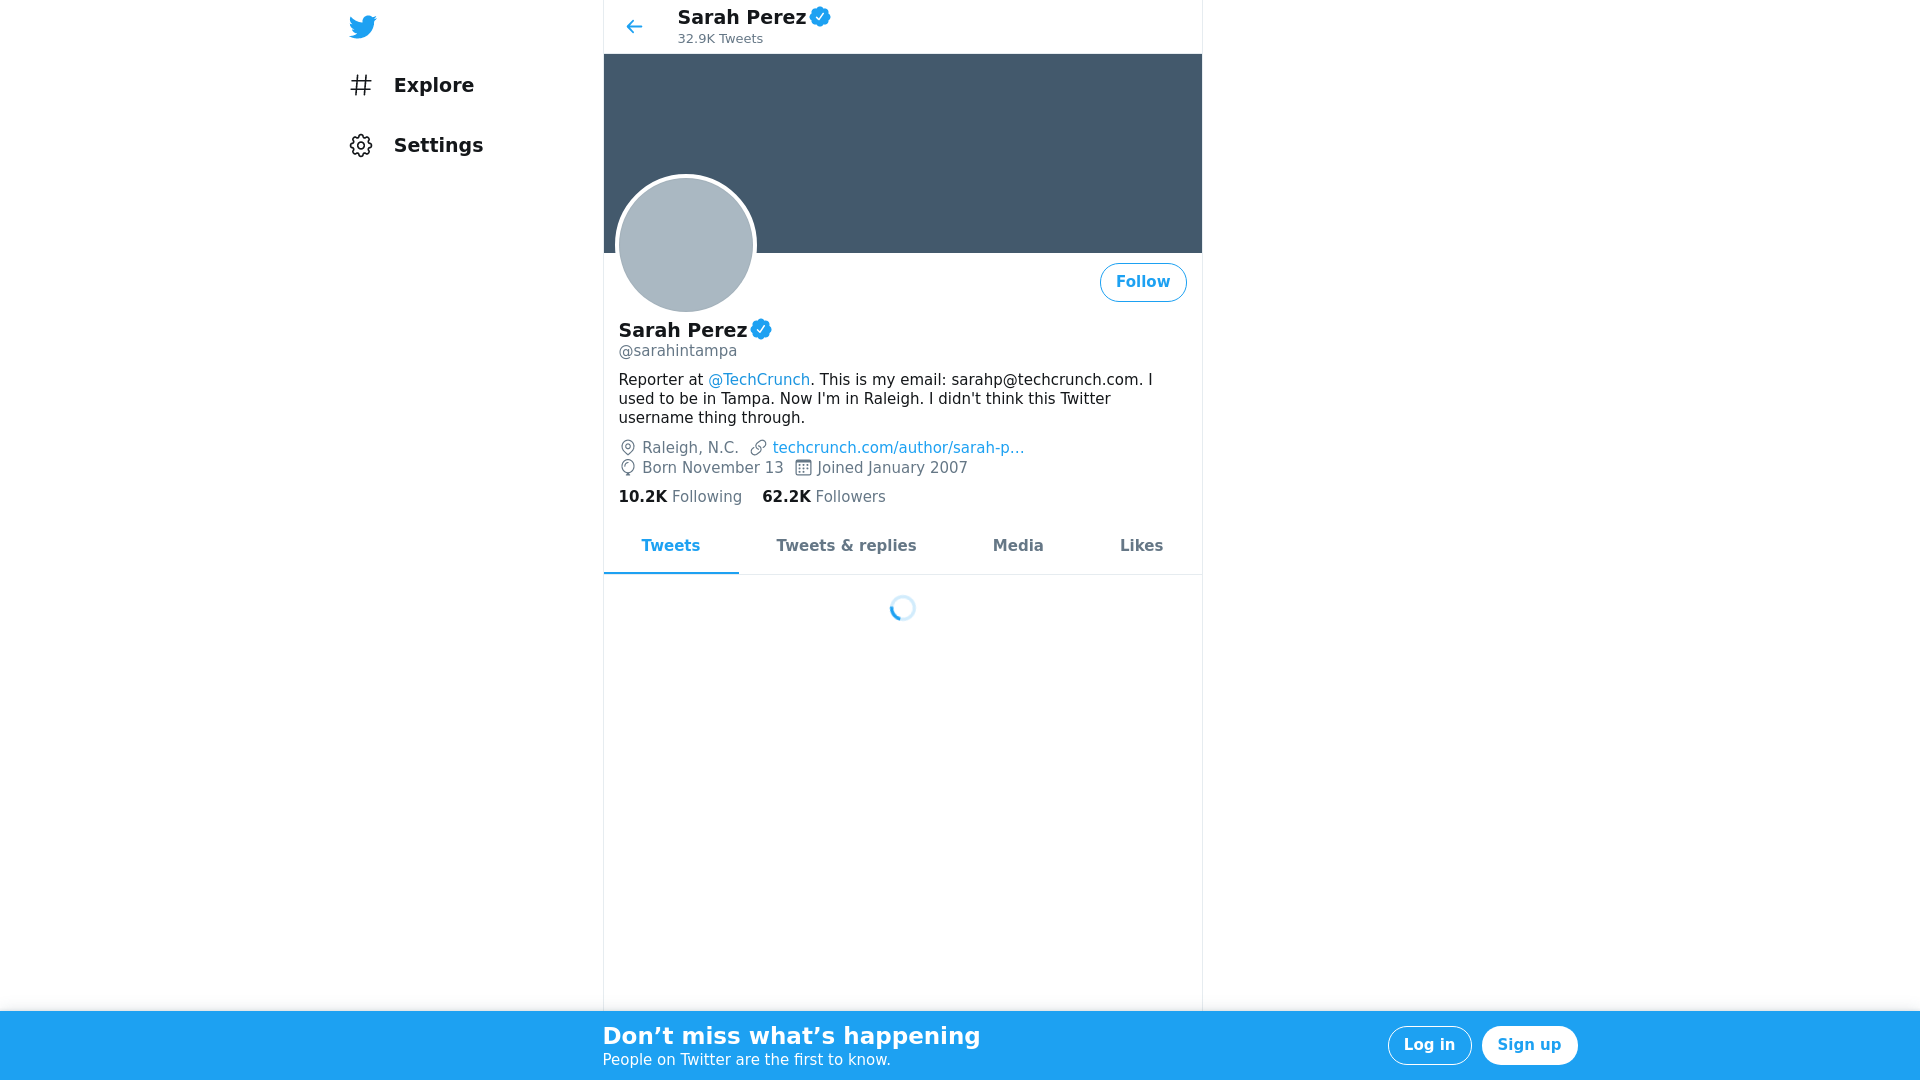 Explore
Settings
Sarah Perez
32.9K Tweets
Follow
Sarah Perez
@sarahintampa
Reporter at @TechCrunch. This is my email: sarahp@techcrunch.com. I
used to be in Tampa. Now I'm in Raleigh. I didn't think this Twitter
username thing through.
Raleigh, N.C. techcrunch.com/author/sarah-p…
Born November 13 Joined January 2007
10.2K Following 62.2K Followers
Tweets Tweets & replies Media Likes
Don’t miss what’s happening
People on Twitter are the first to know.
Log in Sign up